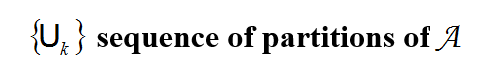 {U_k} sequence of partitions of 𝒜